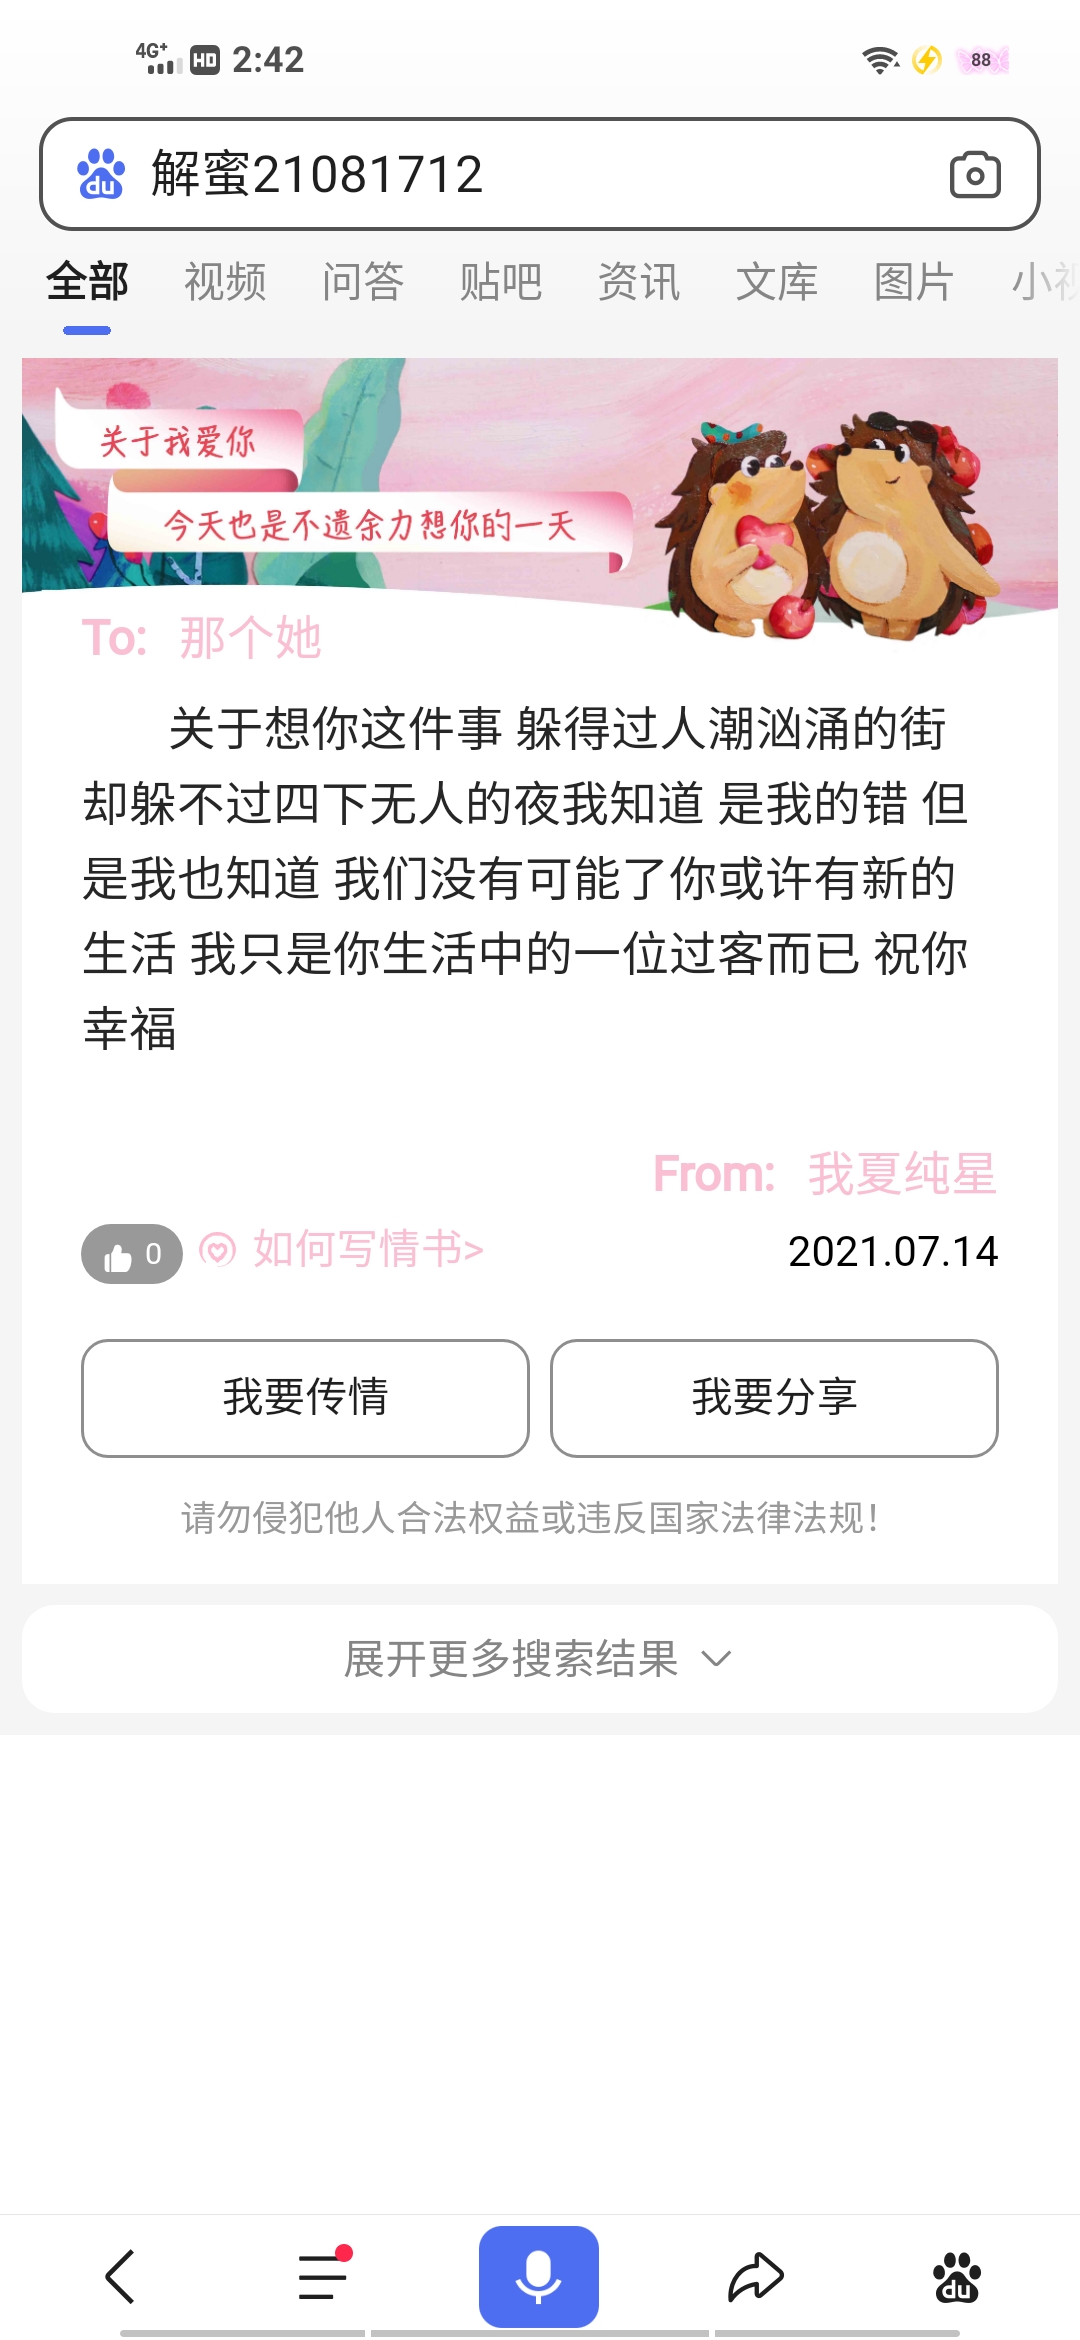 4G+ HD 2:42 88
du 解蜜21081712
全部 视频 问答 贴吧 资讯 文库 图片 小视
关于我爱你
今天也是不遗余力想你的一天
To: 那个她
关于想你这件事 躲得过人潮汹涌的街
却躲不过四下无人的夜我知道 是我的错 但
是我也知道 我们没有可能了你或许有新的
生活 我只是你生活中的一位过客而已 祝你
幸福
From: 我夏纯星
0 如何写情书> 2021.07.14
我要传情 我要分享
请勿侵犯他人合法权益或违反国家法律法规!
展开更多搜索结果
du